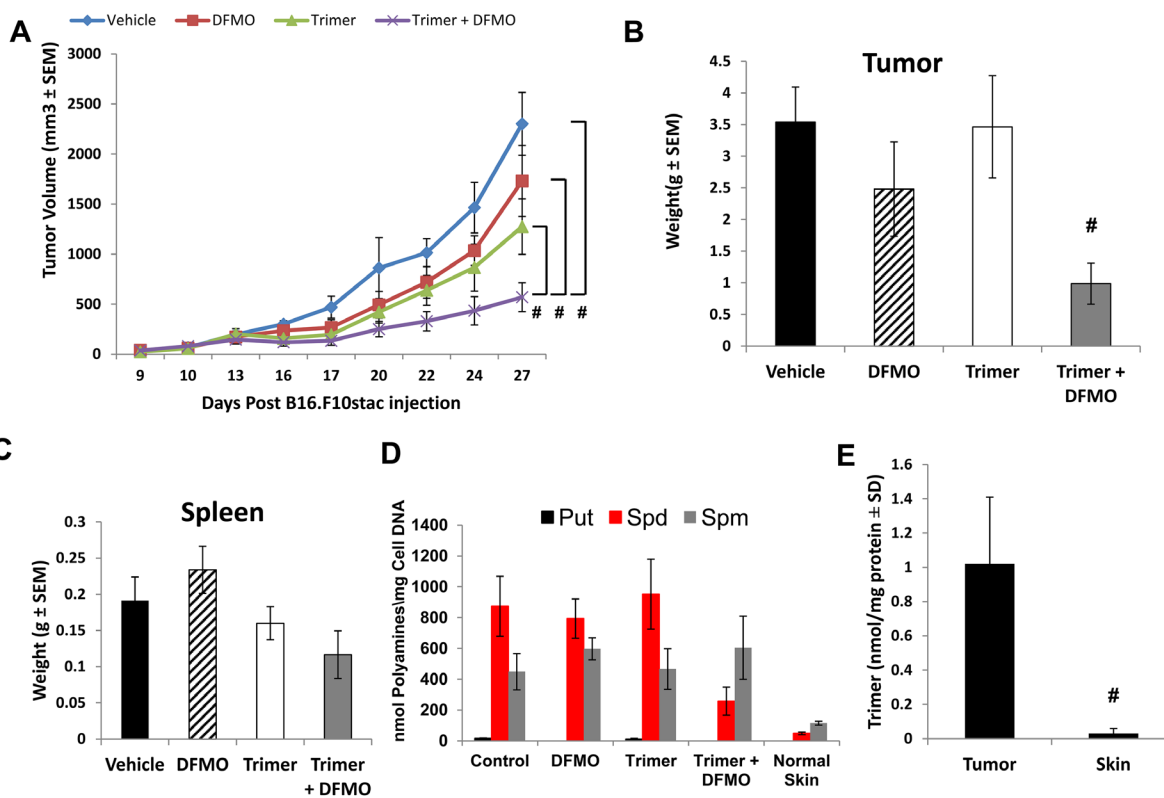 Vehicle DFMO Trimer Trimer + DFMO
A
Tumor Volume (mm3 ± SEM)
3000
2500
2000
1500
1000
500
0
# # #
9 10 13 16 17 20 22 24 27
Days Post B16.F10stac injection
B
Tumor
Weight(g ± SEM)
4.5
4
3.5
3
2.5
2
1.5
1
0.5
0
#
Vehicle DFMO Trimer Trimer +
DFMO
C
Spleen
Weight (g ± SEM)
0.3
0.25
0.2
0.15
0.1
0.05
0
Vehicle DFMO Trimer Trimer
+ DFMO
D
Put Spd Spm
nmol Polyamines\mg Cell DNA
1400
1200
1000
800
600
400
200
0
Control DFMO Trimer Trimer + Normal
DFMO Skin
E
Trimer (nmol/mg protein ± SD)
1.6
1.4
1.2
1
0.8
0.6
0.4
0.2
0
#
Tumor Skin